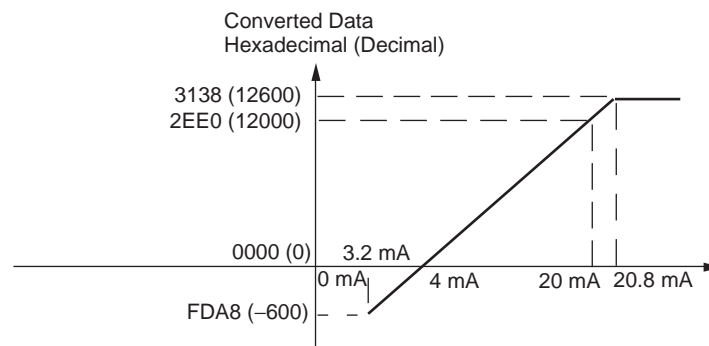 Converted Data
Hexadecimal (Decimal)
3138 (12600)
2EE0 (12000)
0000 (0)
3.2 mA
0 mA
4 mA
20 mA
20.8 mA
FDA8 (−600)